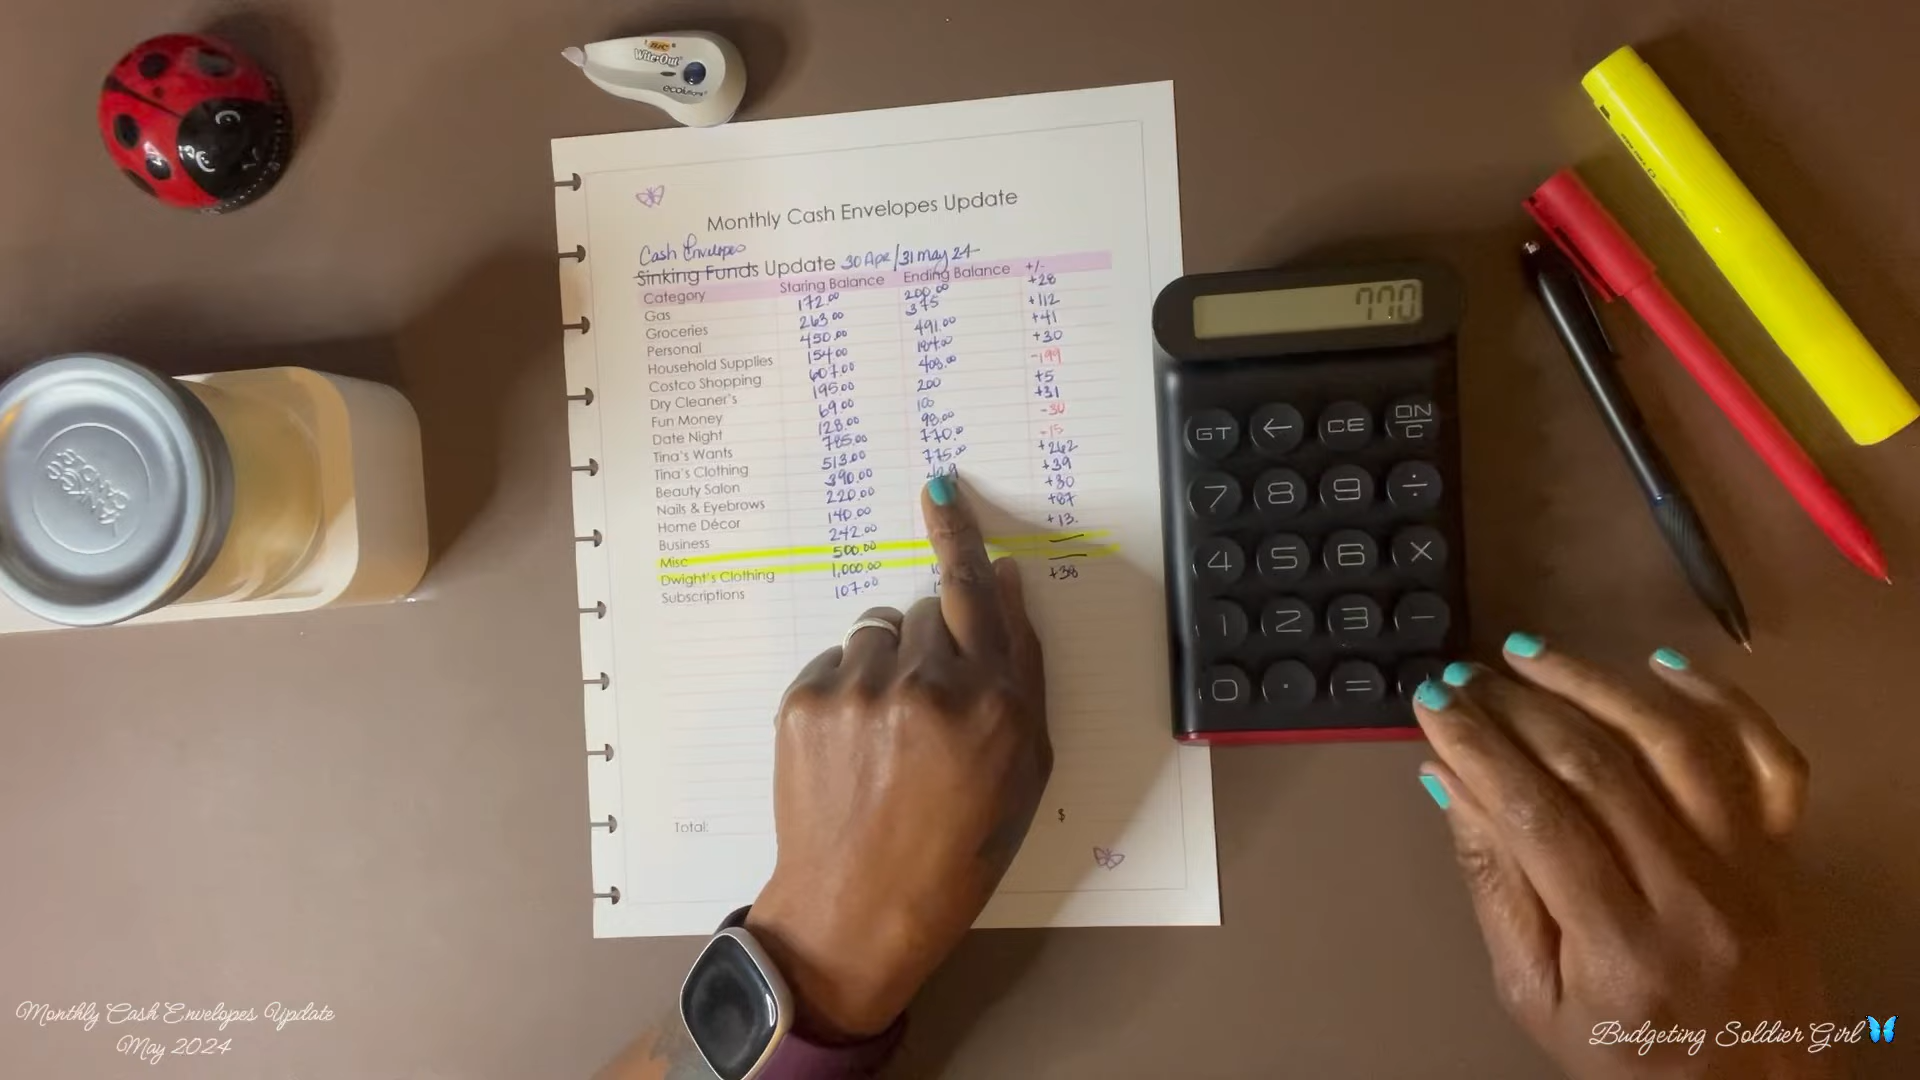 BIC
Wite-Out
ecolutions
Monthly Cash Envelopes Update
Cash Envelopes
Sinking Funds Update 30 Apr/31 may 24
Category Staring Balance Ending Balance +/-
Gas 172.00 200.00 +28
Groceries 263.00 375 +112
Personal 450.00 491.00 +41
Household Supplies 154.00 184.00 +30
Costco Shopping 607.00 408.00 -199
Dry Cleaner's 195.00 200 +5
Fun Money 69.00 100 +31
Date Night 128.00 98.00 -30
Tina's Wants 785.00 770.00 -15
Tina's Clothing 513.00 775.00 +262
Beauty Salon 390.00 429 +39
Nails & Eyebrows 220.00 +30
Home Décor 140.00 +87
Business 242.00 +13.
Misc 500.00 —
Dwight's Clothing 1,000.00 —
Subscriptions 107.00 +38
Total: $
770
GT ← CE ON/C
7 8 9 ÷
4 5 6 ×
1 2 3 −
0 . =
Monthly Cash Envelopes Update
May 2024
Budgeting Soldier Girl